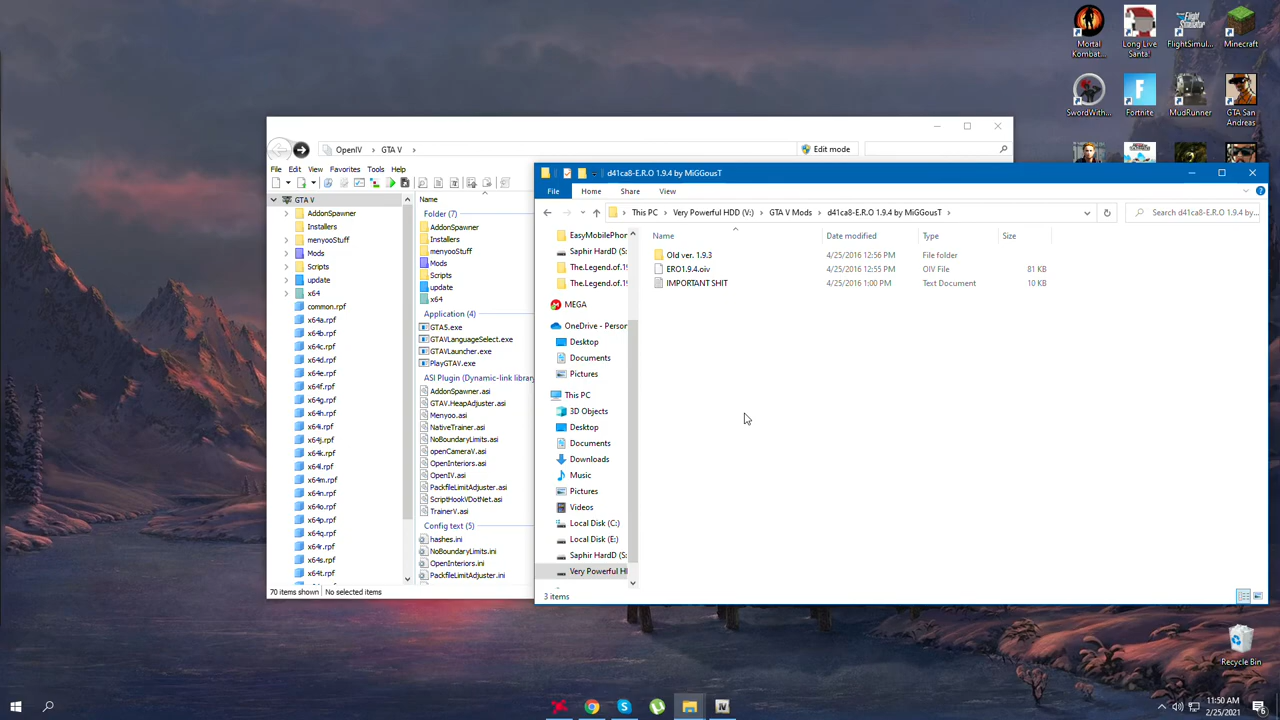 Mortal Kombat...
Long Live Santa!
FlightSimul...
Minecraft
SwordWith...
Fortnite
MudRunner
GTA San Andreas
OpenIV > GTA V >
Edit mode
File Edit View Favorites Tools Help
GTA V
AddonSpawner
Installers
menyooStuff
Mods
Scripts
update
x64
common.rpf
x64a.rpf
x64b.rpf
x64c.rpf
x64d.rpf
x64e.rpf
x64f.rpf
x64g.rpf
x64h.rpf
x64i.rpf
x64j.rpf
x64k.rpf
x64l.rpf
x64m.rpf
x64n.rpf
x64o.rpf
x64p.rpf
x64q.rpf
x64r.rpf
x64s.rpf
x64t.rpf
Name
Folder (7)
AddonSpawner
Installers
menyooStuff
Mods
Scripts
update
x64
Application (4)
GTA5.exe
GTAVLanguageSelect.exe
GTAVLauncher.exe
PlayGTAV.exe
ASI Plugin (Dynamic-link library
AddonSpawner.asi
GTAV.HeapAdjuster.asi
Menyoo.asi
NativeTrainer.asi
NoBoundaryLimits.asi
openCameraV.asi
OpenInteriors.asi
OpenIV.asi
PackfileLimitAdjuster.asi
ScriptHookVDotNet.asi
TrainerV.asi
Config text (5)
hashes.ini
NoBoundaryLimits.ini
OpenInteriors.ini
PackfileLimitAdjuster.ini
70 items shown No selected items
d41ca8-E.R.O 1.9.4 by MiGGousT
File Home Share View
This PC > Very Powerful HDD (V:) > GTA V Mods > d41ca8-E.R.O 1.9.4 by MiGGousT >
Search d41ca8-E.R.O 1.9.4 by...
EasyMobilePhon
Saphir HardD (S:
The.Legend.of.19
The.Legend.of.19
MEGA
OneDrive - Person
Desktop
Documents
Pictures
This PC
3D Objects
Desktop
Documents
Downloads
Music
Pictures
Videos
Local Disk (C:)
Local Disk (E:)
Saphir HardD (S:
Very Powerful HD
Name Date modified Type Size
Old ver. 1.9.3 4/25/2016 12:56 PM File folder
ERO1.9.4.oiv 4/25/2016 12:55 PM OIV File 81 KB
IMPORTANT SHIT 4/25/2016 1:00 PM Text Document 10 KB
3 items
Recycle Bin
11:50 AM
2/25/2021
6